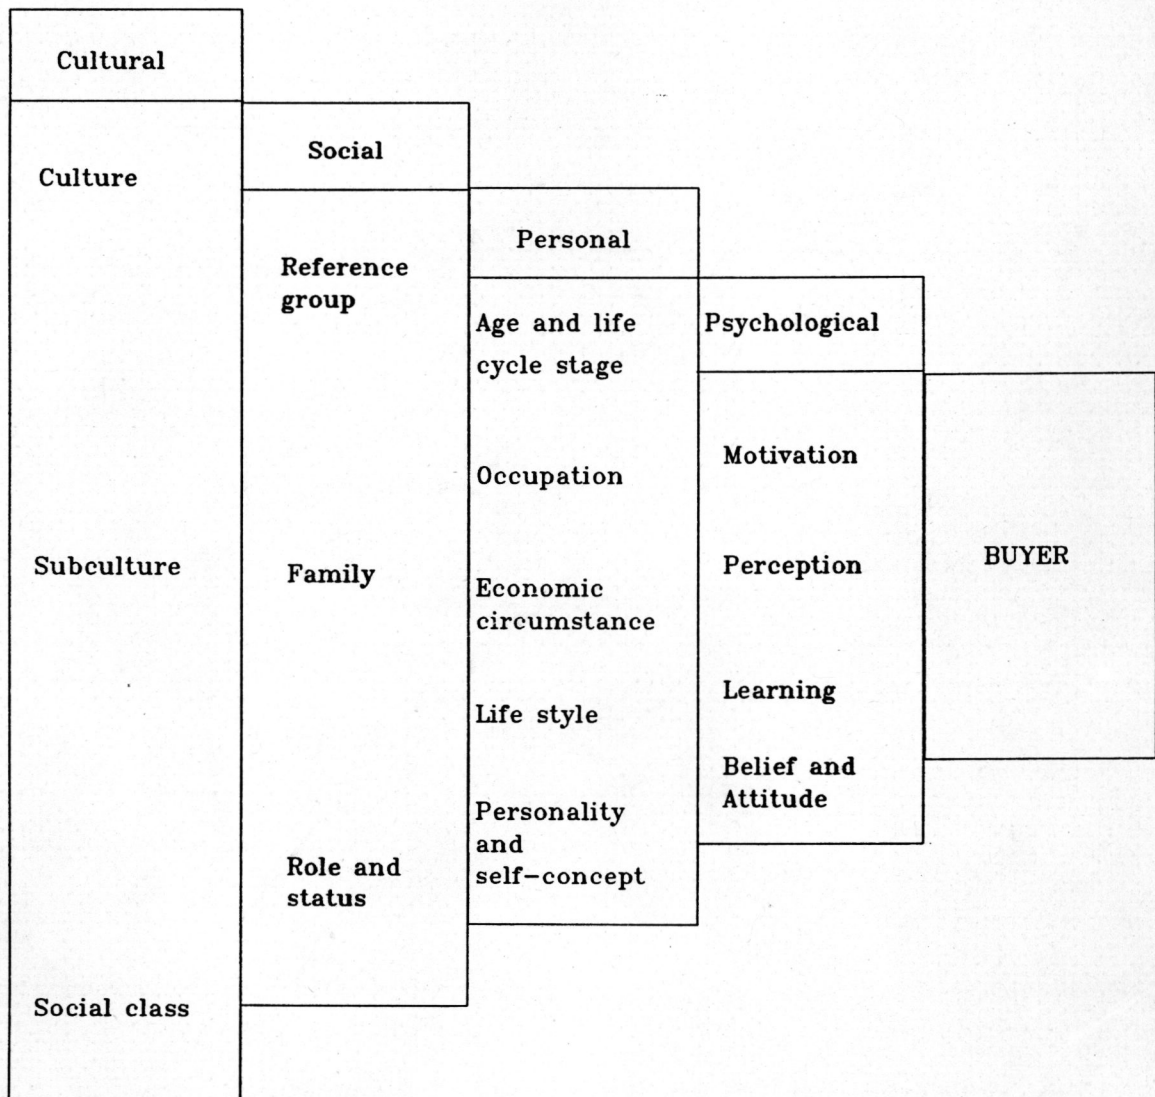 Cultural
Culture
Subculture
Social class
Social
Reference
group
Family
Role and
status
Personal
Age and life
cycle stage
Occupation
Economic
circumstance
Life style
Personality
and
self-concept
Psychological
Motivation
Perception
Learning
Belief and
Attitude
BUYER